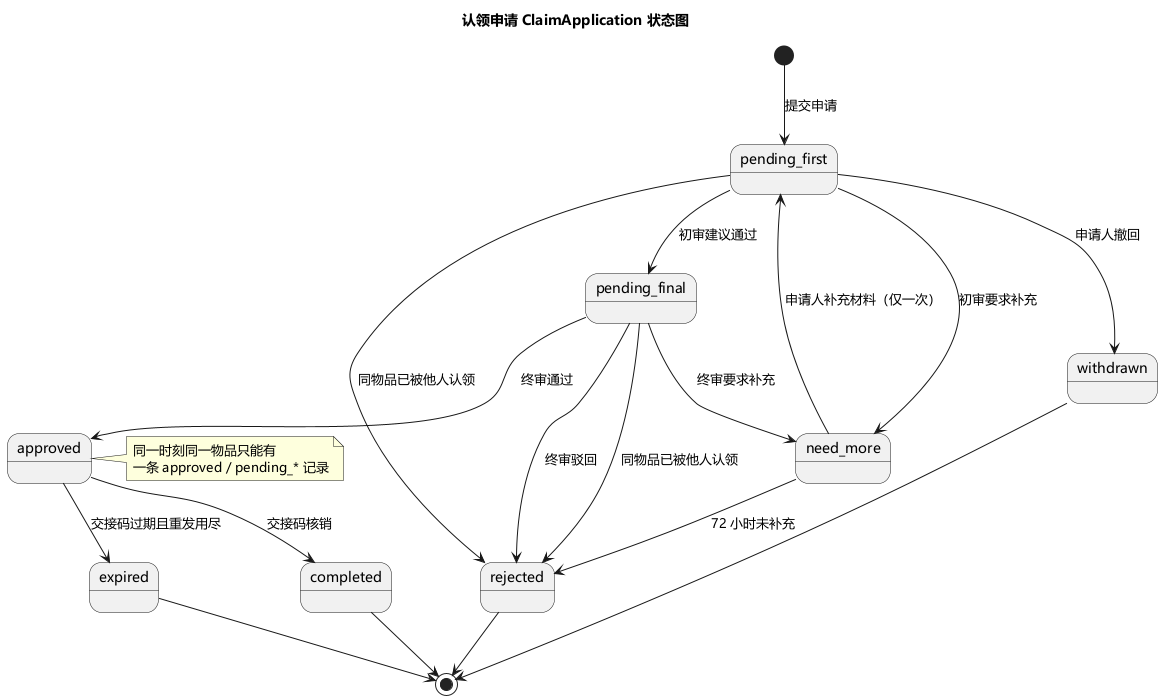 认领申请 ClaimApplication 状态图
提交申请
pending_first
初审建议通过
申请人撤回
pending_final
申请人补充材料（仅一次）
初审要求补充
同物品已被他人认领
终审通过
终审要求补充
withdrawn
approved
同一时刻同一物品只能有
一条 approved / pending_* 记录
终审驳回
同物品已被他人认领
need_more
交接码过期且重发用尽
交接码核销
72 小时未补充
expired
completed
rejected